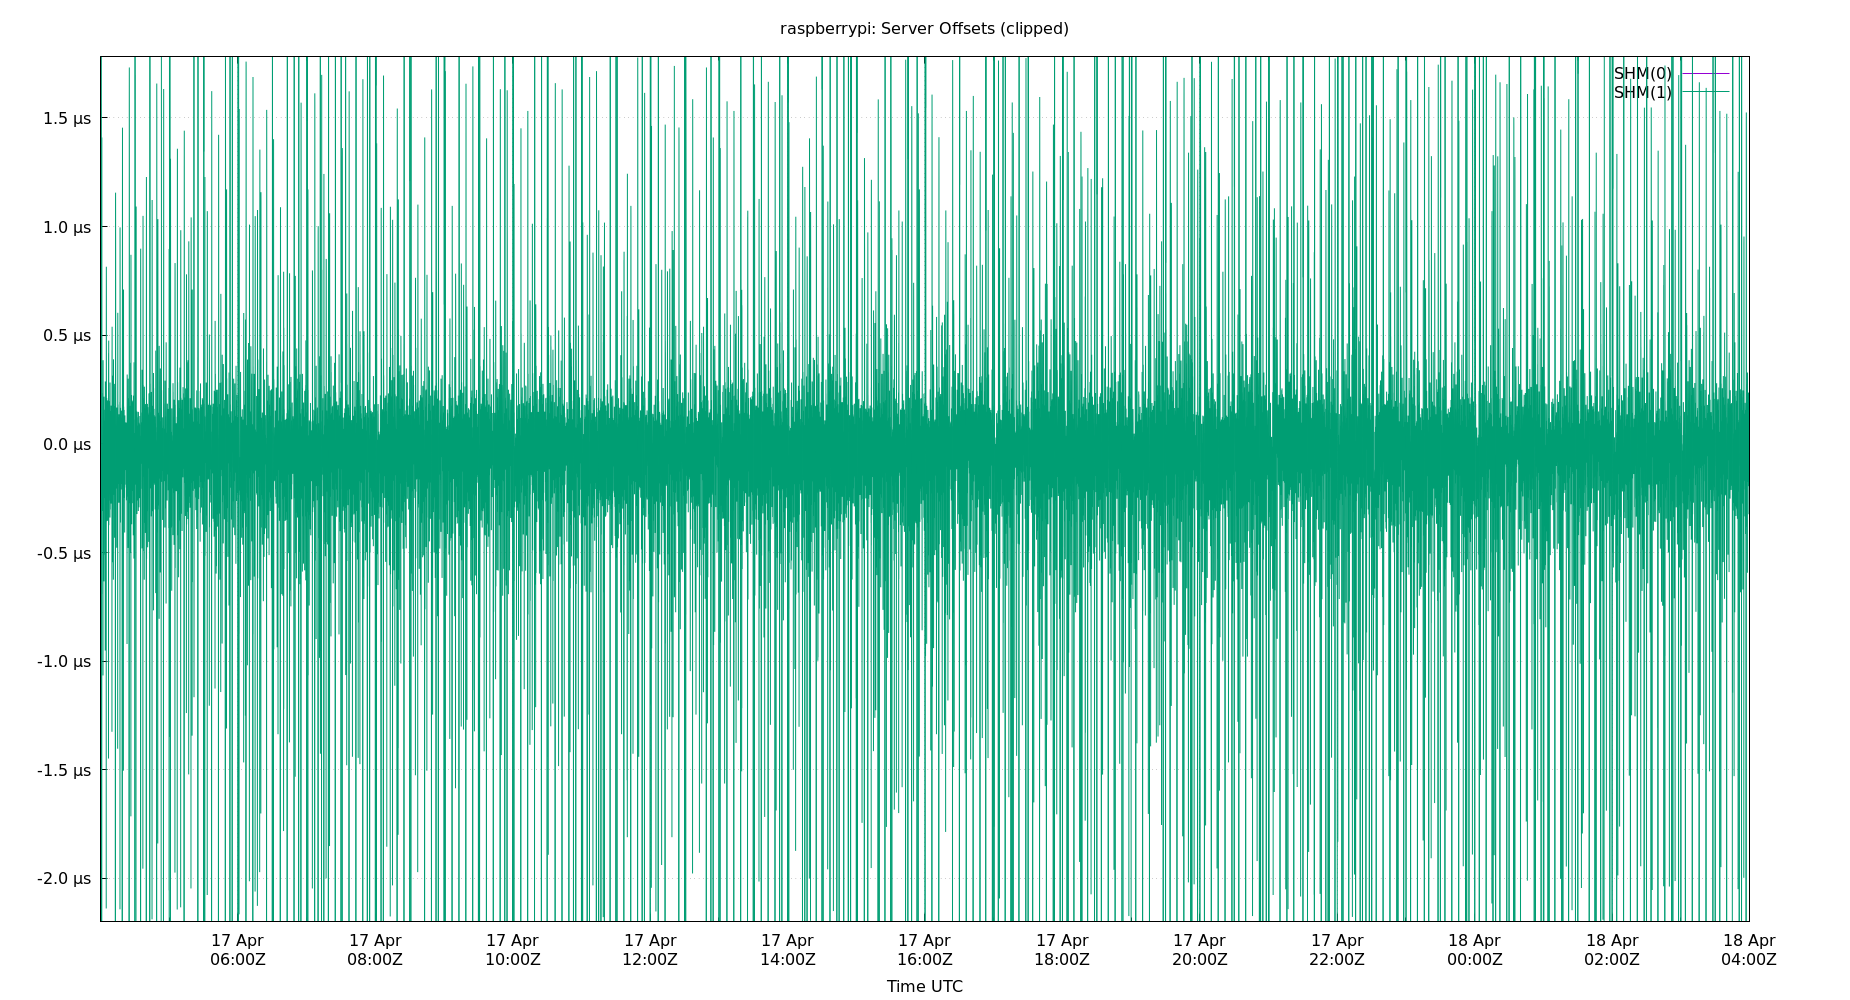 raspberrypi: Server Offsets (clipped)
SHM(0)
SHM(1)
1.5 µs
1.0 µs
0.5 µs
0.0 µs
-0.5 µs
-1.0 µs
-1.5 µs
-2.0 µs
17 Apr 17 Apr 17 Apr 17 Apr 17 Apr 17 Apr 17 Apr 17 Apr 17 Apr 18 Apr 18 Apr 18 Apr
06:00Z 08:00Z 10:00Z 12:00Z 14:00Z 16:00Z 18:00Z 20:00Z 22:00Z 00:00Z 02:00Z 04:00Z
Time UTC